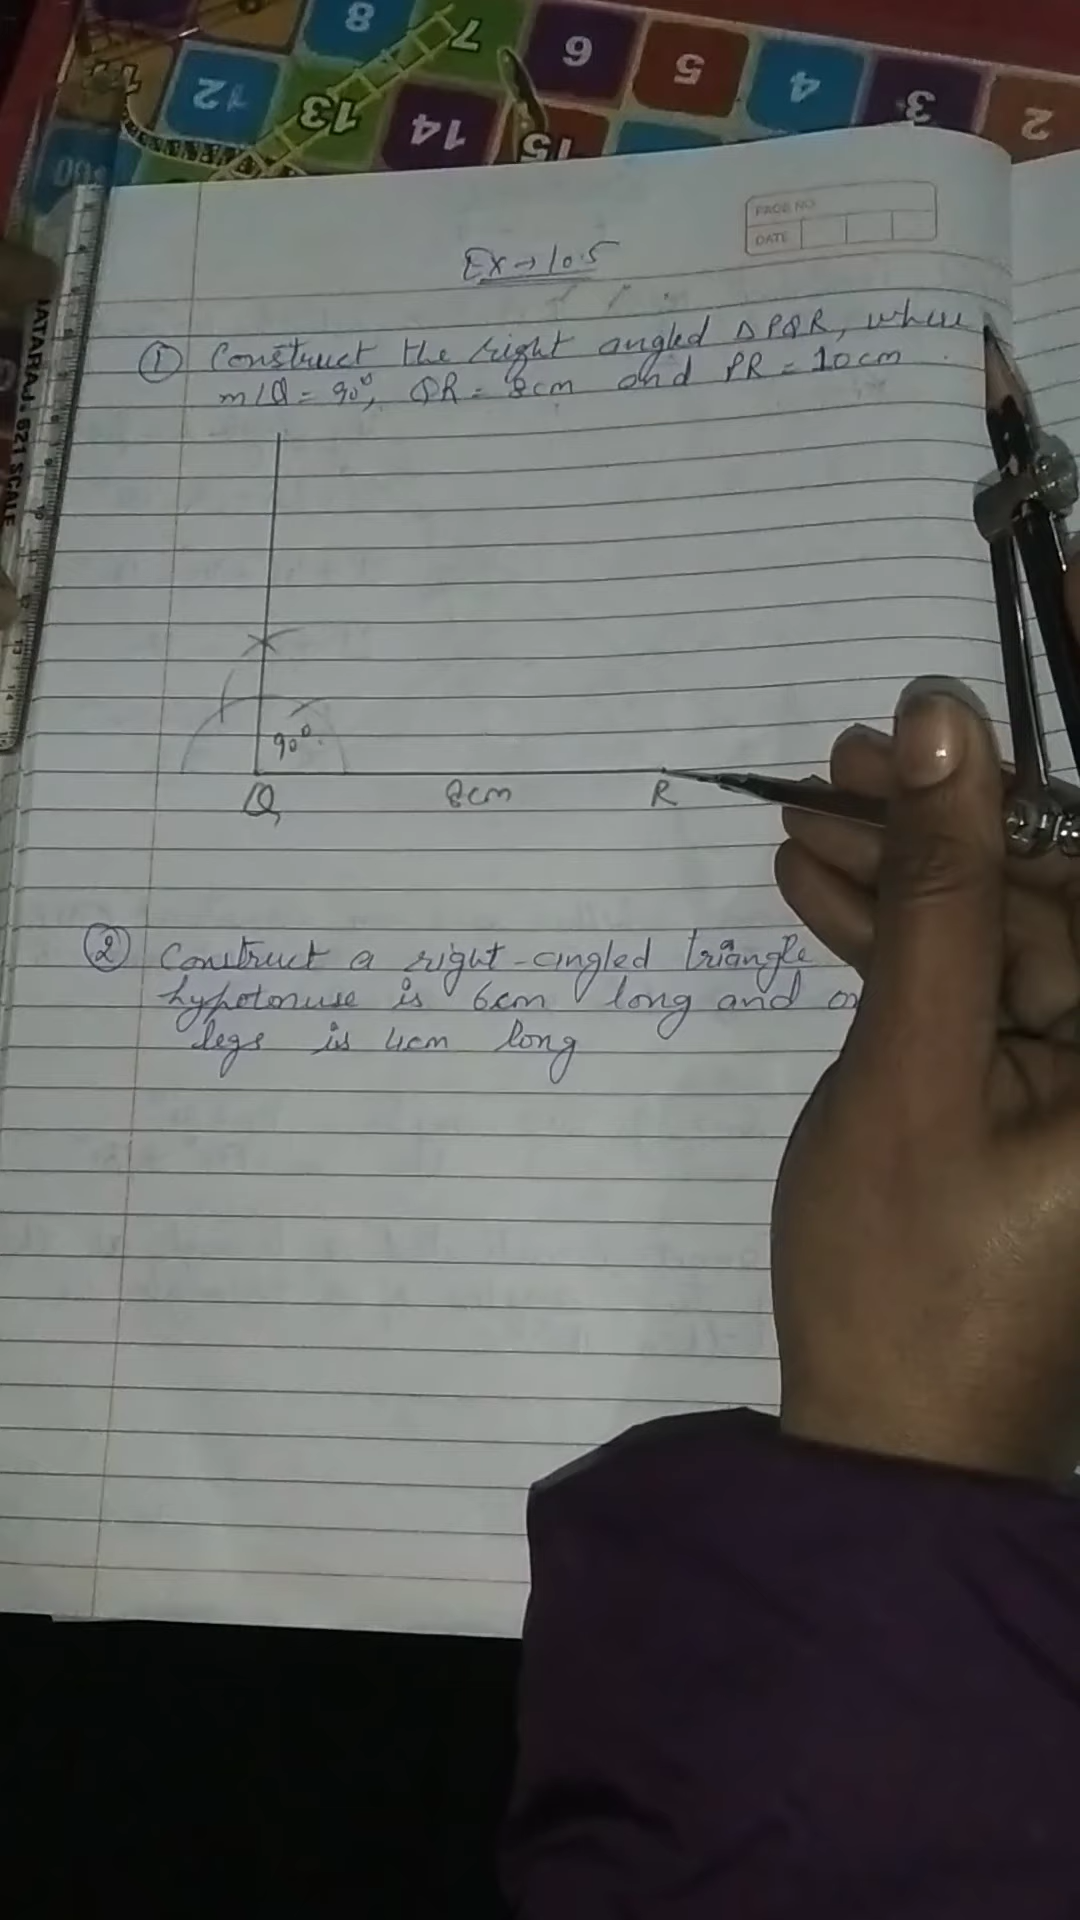 8
7
6
5
4
3
2
12
13
14
15
100
PAGE NO
DATE
Ex → 10.5
① Construct the right angled △PQR, where
m∠Q = 90°, QR = 8cm and PR = 10cm
90°
Q 8cm R
② Construct a right-angled triangle
hypotenuse is 6cm long and
legs is 4cm long
621 SCALE